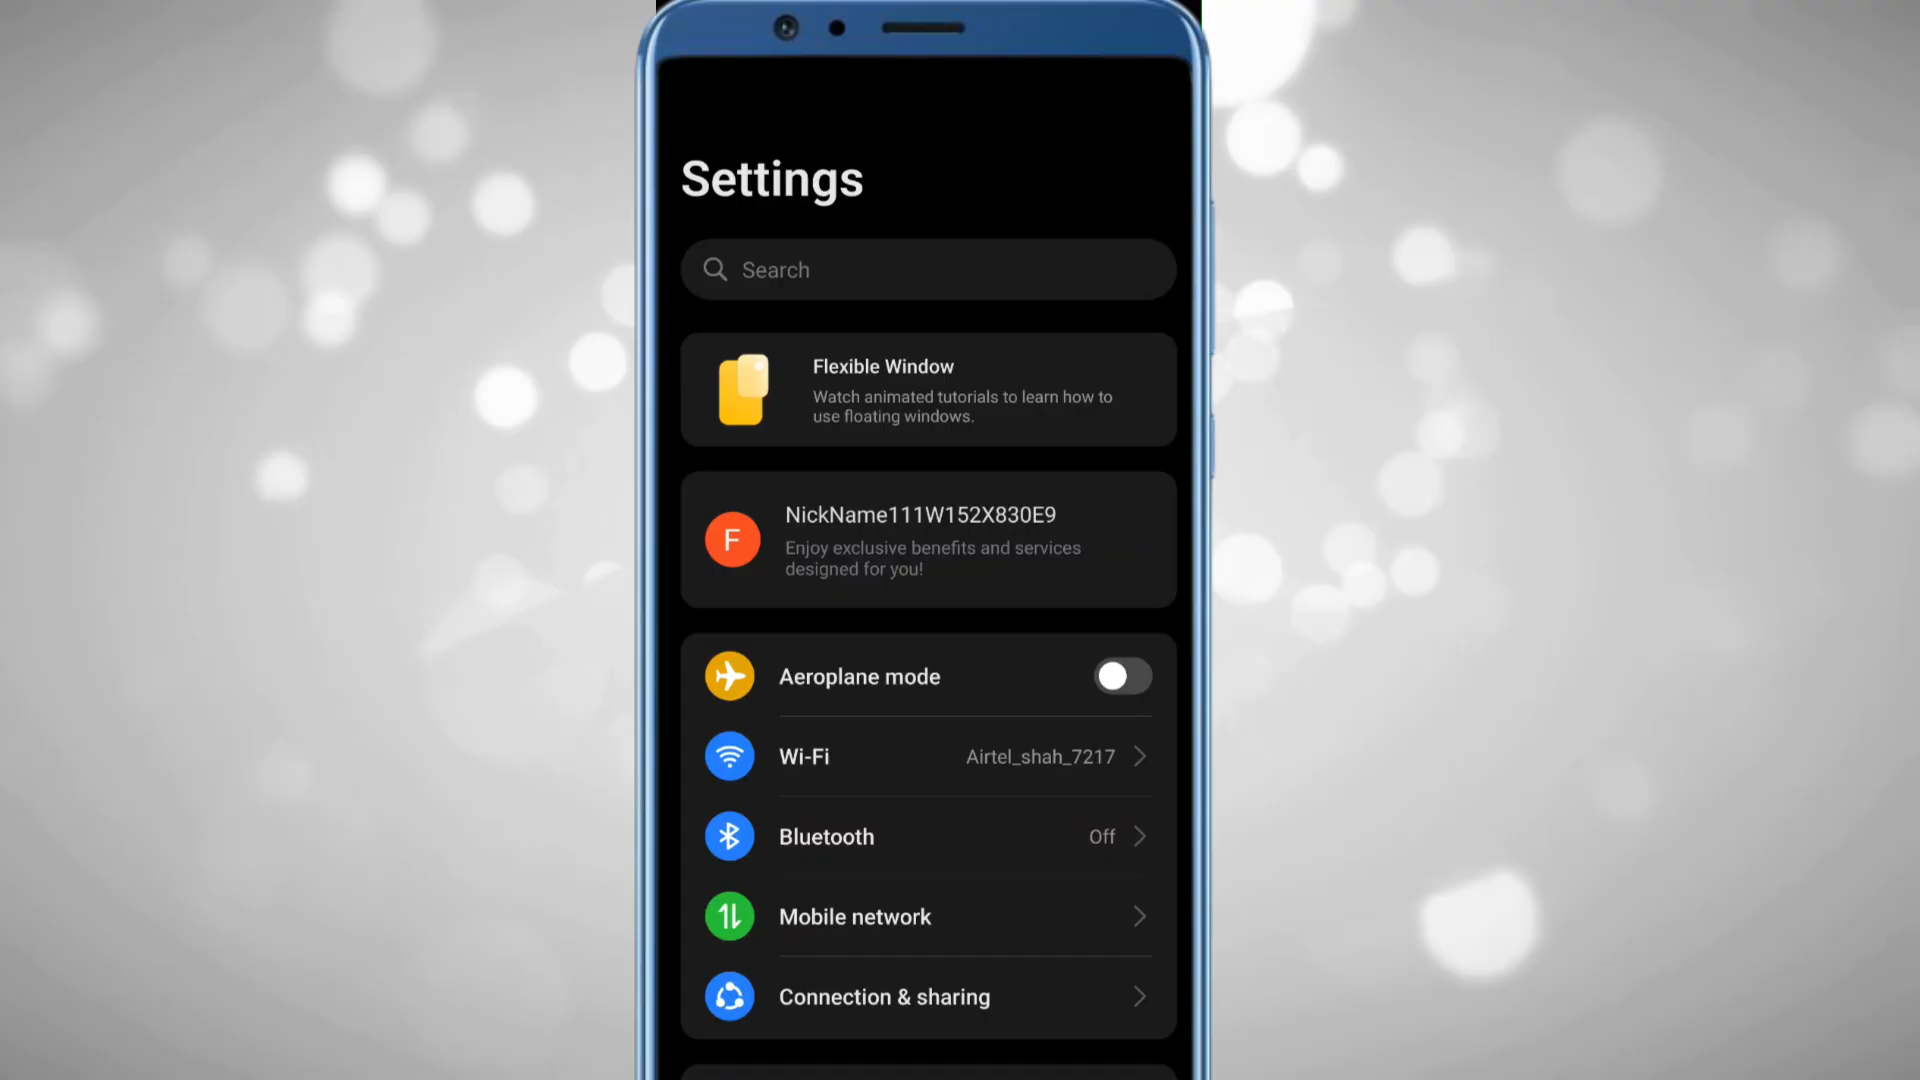 Settings
Search
Flexible Window
Watch animated tutorials to learn how to
use floating windows.
F
NickName111W152X830E9
Enjoy exclusive benefits and services
designed for you!
Aeroplane mode
Wi-Fi Airtel_shah_7217
Bluetooth Off
Mobile network
Connection & sharing